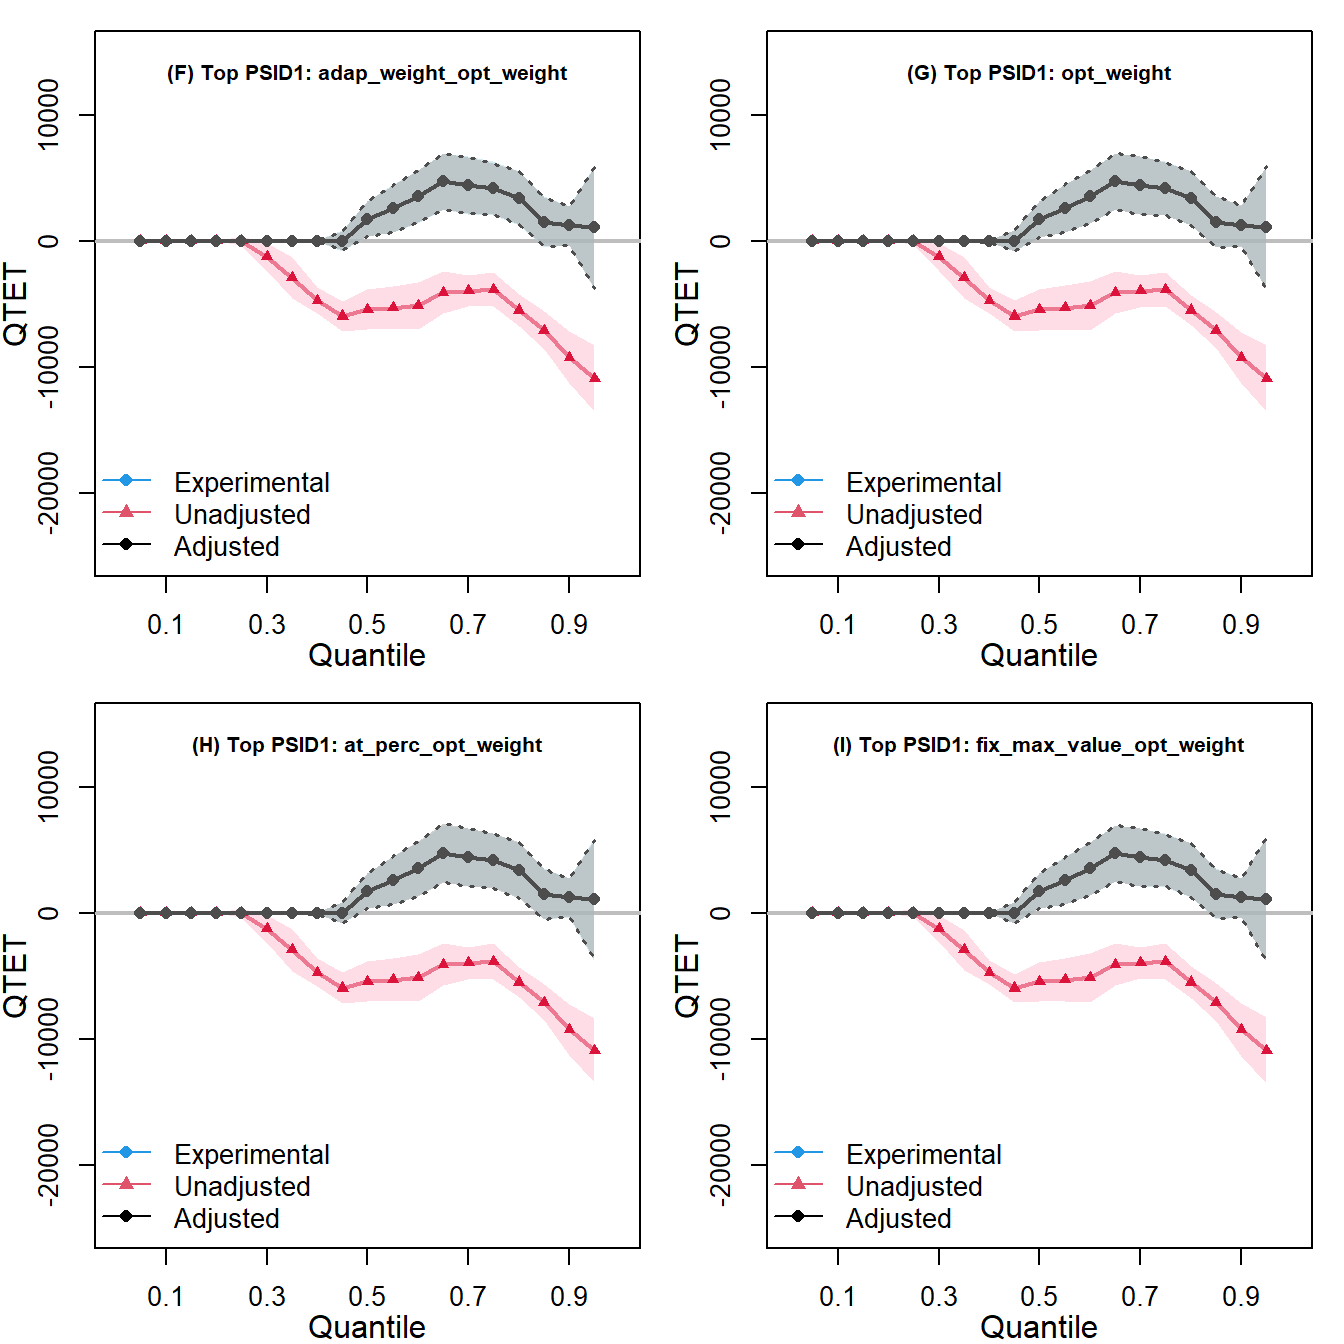 (F) Top PSID1: adap_weight_opt_weight
10000
0
-10000
-20000
QTET
Experimental
Unadjusted
Adjusted
0.1 0.3 0.5 0.7 0.9
Quantile
(G) Top PSID1: opt_weight
10000
0
-10000
-20000
QTET
Experimental
Unadjusted
Adjusted
0.1 0.3 0.5 0.7 0.9
Quantile
(H) Top PSID1: at_perc_opt_weight
10000
0
-10000
-20000
QTET
Experimental
Unadjusted
Adjusted
0.1 0.3 0.5 0.7 0.9
Quantile
(I) Top PSID1: fix_max_value_opt_weight
10000
0
-10000
-20000
QTET
Experimental
Unadjusted
Adjusted
0.1 0.3 0.5 0.7 0.9
Quantile